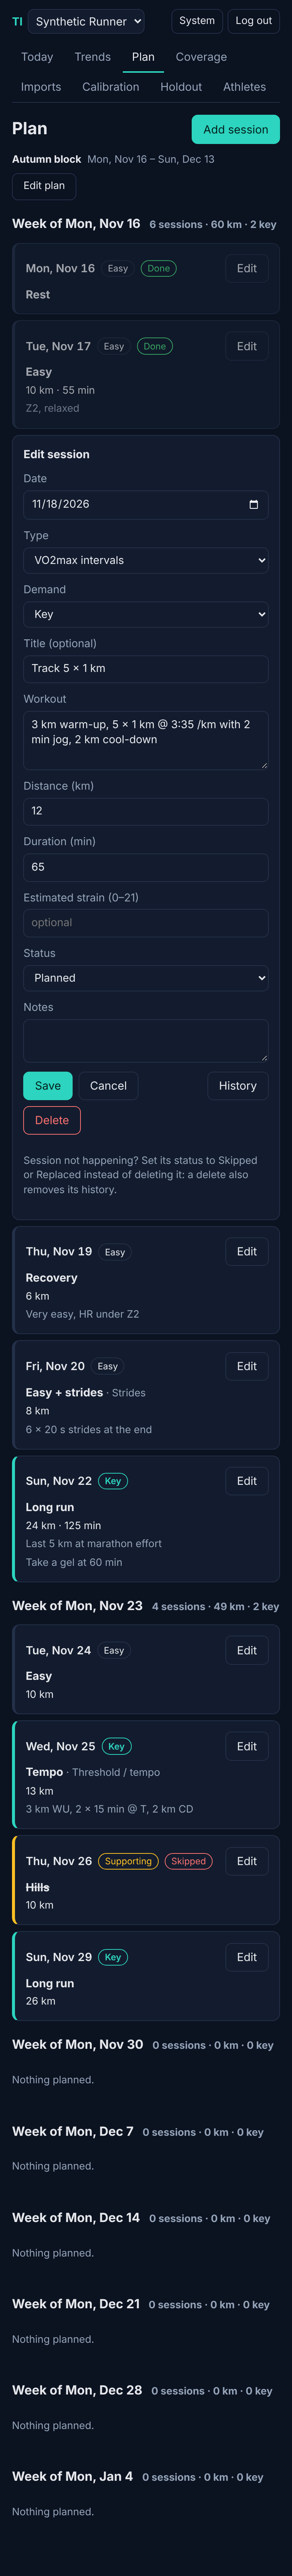 TI Synthetic Runner System Log out
Today Trends Plan Coverage
Imports Calibration Holdout Athletes
Plan Add session
Autumn block Mon, Nov 16 – Sun, Dec 13
Edit plan
Week of Mon, Nov 16 6 sessions · 60 km · 2 key
Mon, Nov 16 Easy Done Edit
Rest
Tue, Nov 17 Easy Done Edit
Easy
10 km · 55 min
Z2, relaxed
Edit session
Date
11/18/2026
Type
VO2max intervals
Demand
Key
Title (optional)
Track 5 × 1 km
Workout
3 km warm-up, 5 × 1 km @ 3:35 /km with 2
min jog, 2 km cool-down
Distance (km)
12
Duration (min)
65
Estimated strain (0–21)
optional
Status
Planned
Notes
Save Cancel History
Delete
Session not happening? Set its status to Skipped
or Replaced instead of deleting it: a delete also
removes its history.
Thu, Nov 19 Easy Edit
Recovery
6 km
Very easy, HR under Z2
Fri, Nov 20 Easy Edit
Easy + strides · Strides
8 km
6 × 20 s strides at the end
Sun, Nov 22 Key Edit
Long run
24 km · 125 min
Last 5 km at marathon effort
Take a gel at 60 min
Week of Mon, Nov 23 4 sessions · 49 km · 2 key
Tue, Nov 24 Easy Edit
Easy
10 km
Wed, Nov 25 Key Edit
Tempo · Threshold / tempo
13 km
3 km WU, 2 × 15 min @ T, 2 km CD
Thu, Nov 26 Supporting Skipped Edit
Hills
10 km
Sun, Nov 29 Key Edit
Long run
26 km
Week of Mon, Nov 30 0 sessions · 0 km · 0 key
Nothing planned.
Week of Mon, Dec 7 0 sessions · 0 km · 0 key
Nothing planned.
Week of Mon, Dec 14 0 sessions · 0 km · 0 key
Nothing planned.
Week of Mon, Dec 21 0 sessions · 0 km · 0 key
Nothing planned.
Week of Mon, Dec 28 0 sessions · 0 km · 0 key
Nothing planned.
Week of Mon, Jan 4 0 sessions · 0 km · 0 key
Nothing planned.